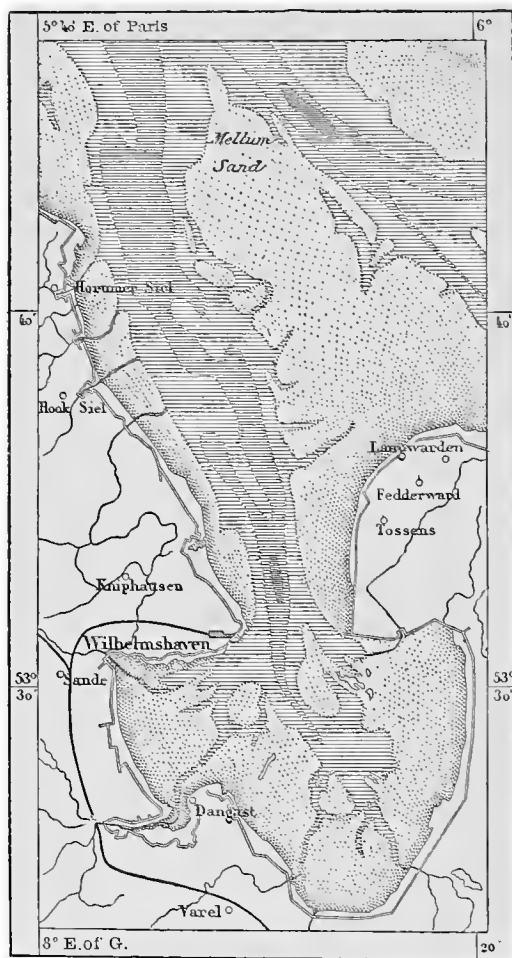 5° 40' E. of Paris
6°
Mellum
Sand
Horumer Siel
40'
40'
Hook Siel
Langwarden
Fedderward
Tossens
Kniphausen
Wilhelmshaven
53°
30'
Sande
53°
30'
Dangast
Varel
8° E. of G.
20'